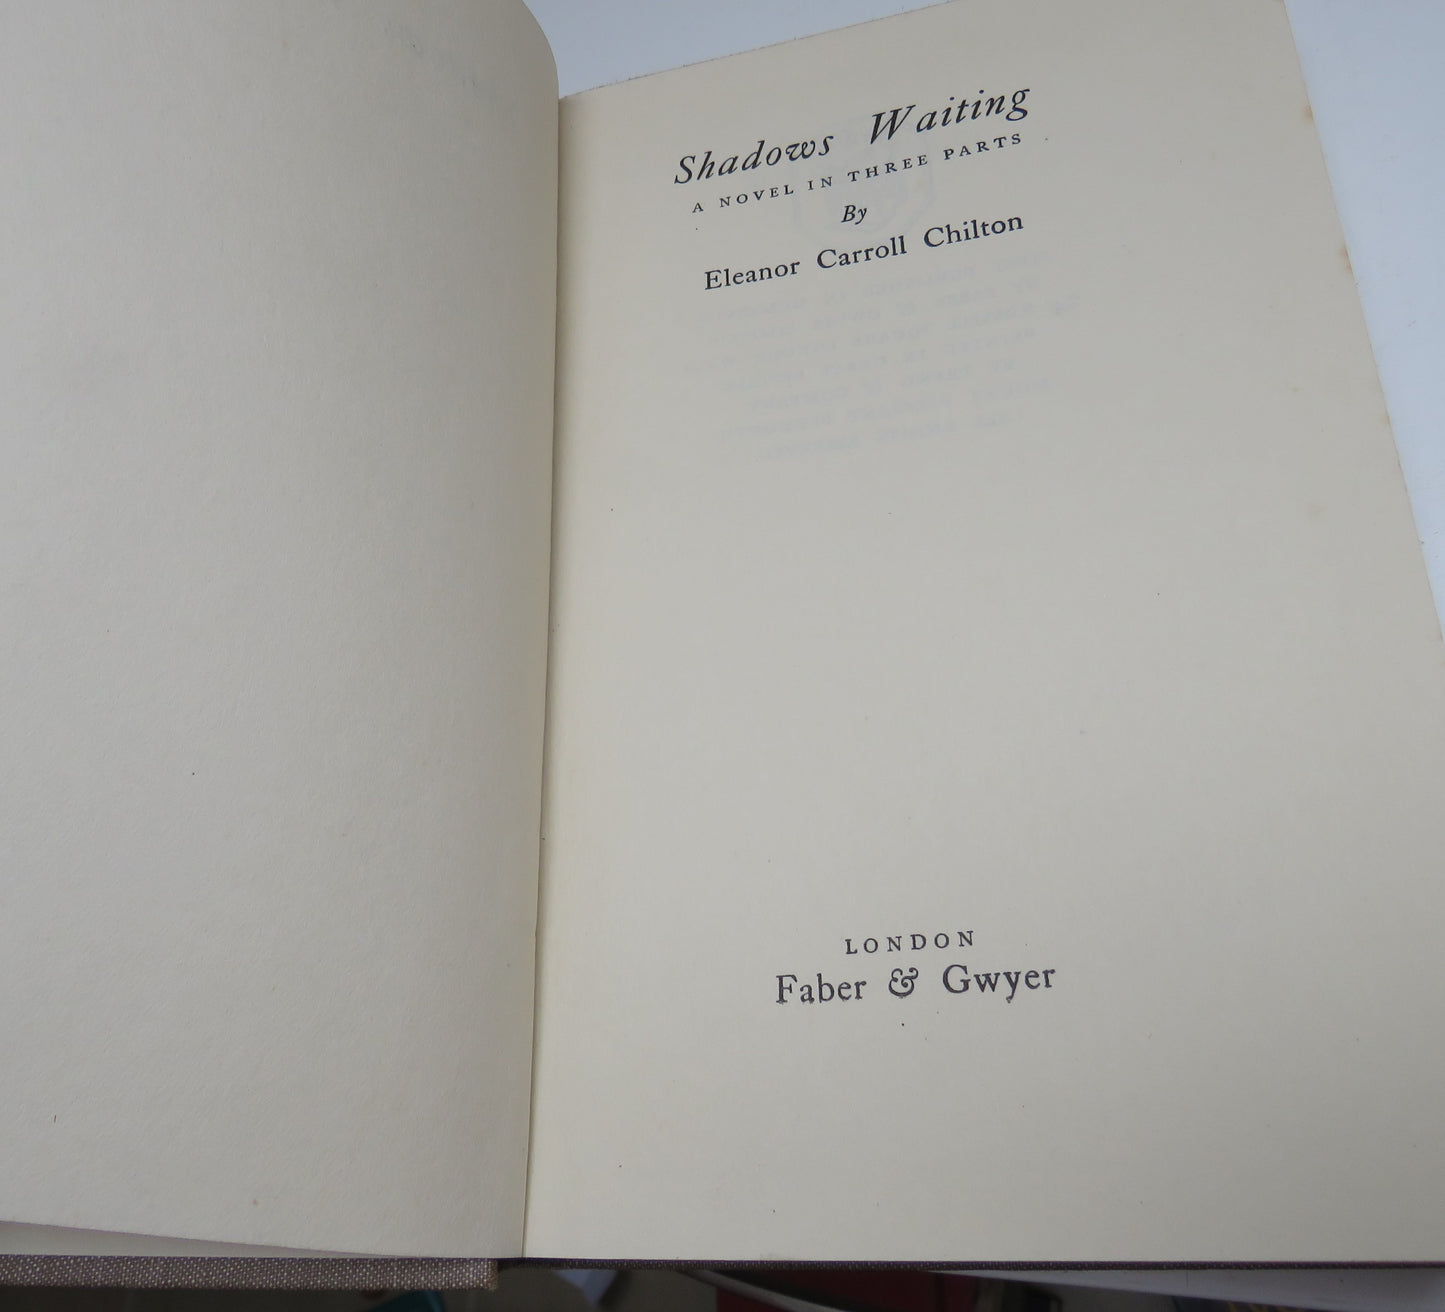 Shadows Waiting
A NOVEL IN THREE PARTS
By
Eleanor Carroll Chilton
LONDON
Faber & Gwyer